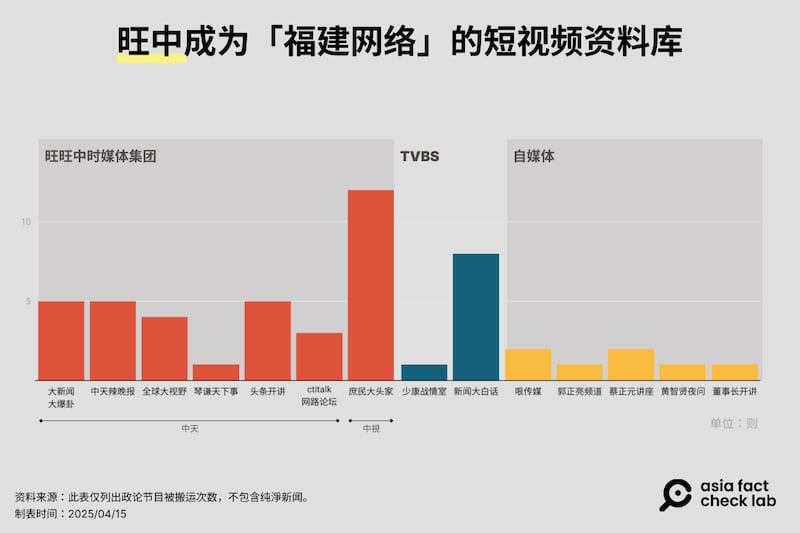 旺中成为「福建网络」的短视频资料库
旺旺中时媒体集团
TVBS
自媒体
10
5
大新闻
大爆卦
中天辣晚报
全球大视野
琴谦天下事
头条开讲
ctitalk
网路论坛
庶民大头家
少康战情室
新闻大白话
哏传媒
郭正亮频道
蔡正元讲座
黄智贤夜问
董事长开讲
中天
中視
单位：则
资料来源：此表仅列出政论节目被搬运次数，不包含纯淨新闻。
制表时间：2025/04/15
asia fact
check lab